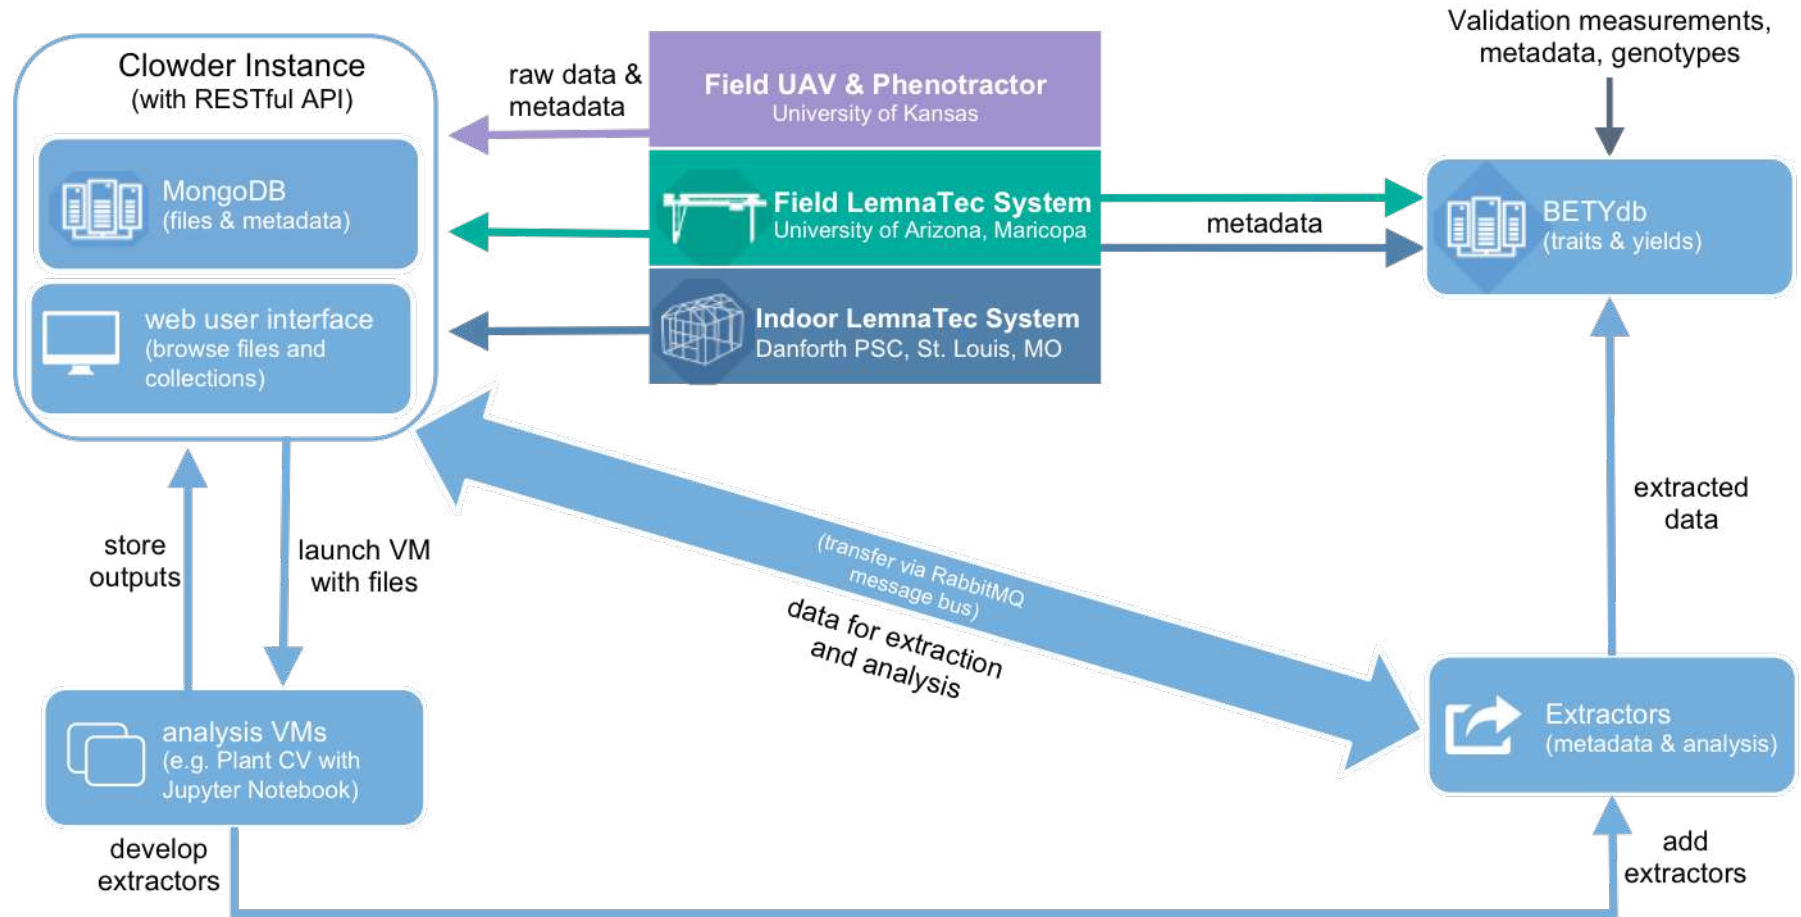 Clowder Instance
(with RESTful API)
MongoDB
(files & metadata)
web user interface
(browse files and
collections)
raw data &
metadata
Field UAV & Phenotractor
University of Kansas
Field LemnaTec System
University of Arizona, Maricopa
Indoor LemnaTec System
Danforth PSC, St. Louis, MO
metadata
Validation measurements,
metadata, genotypes
BETYdb
(traits & yields)
store
outputs
launch VM
with files
(transfer via RabbitMQ
message bus)
data for extraction
and analysis
extracted
data
analysis VMs
(e.g. Plant CV with
Jupyter Notebook)
Extractors
(metadata & analysis)
develop
extractors
add
extractors